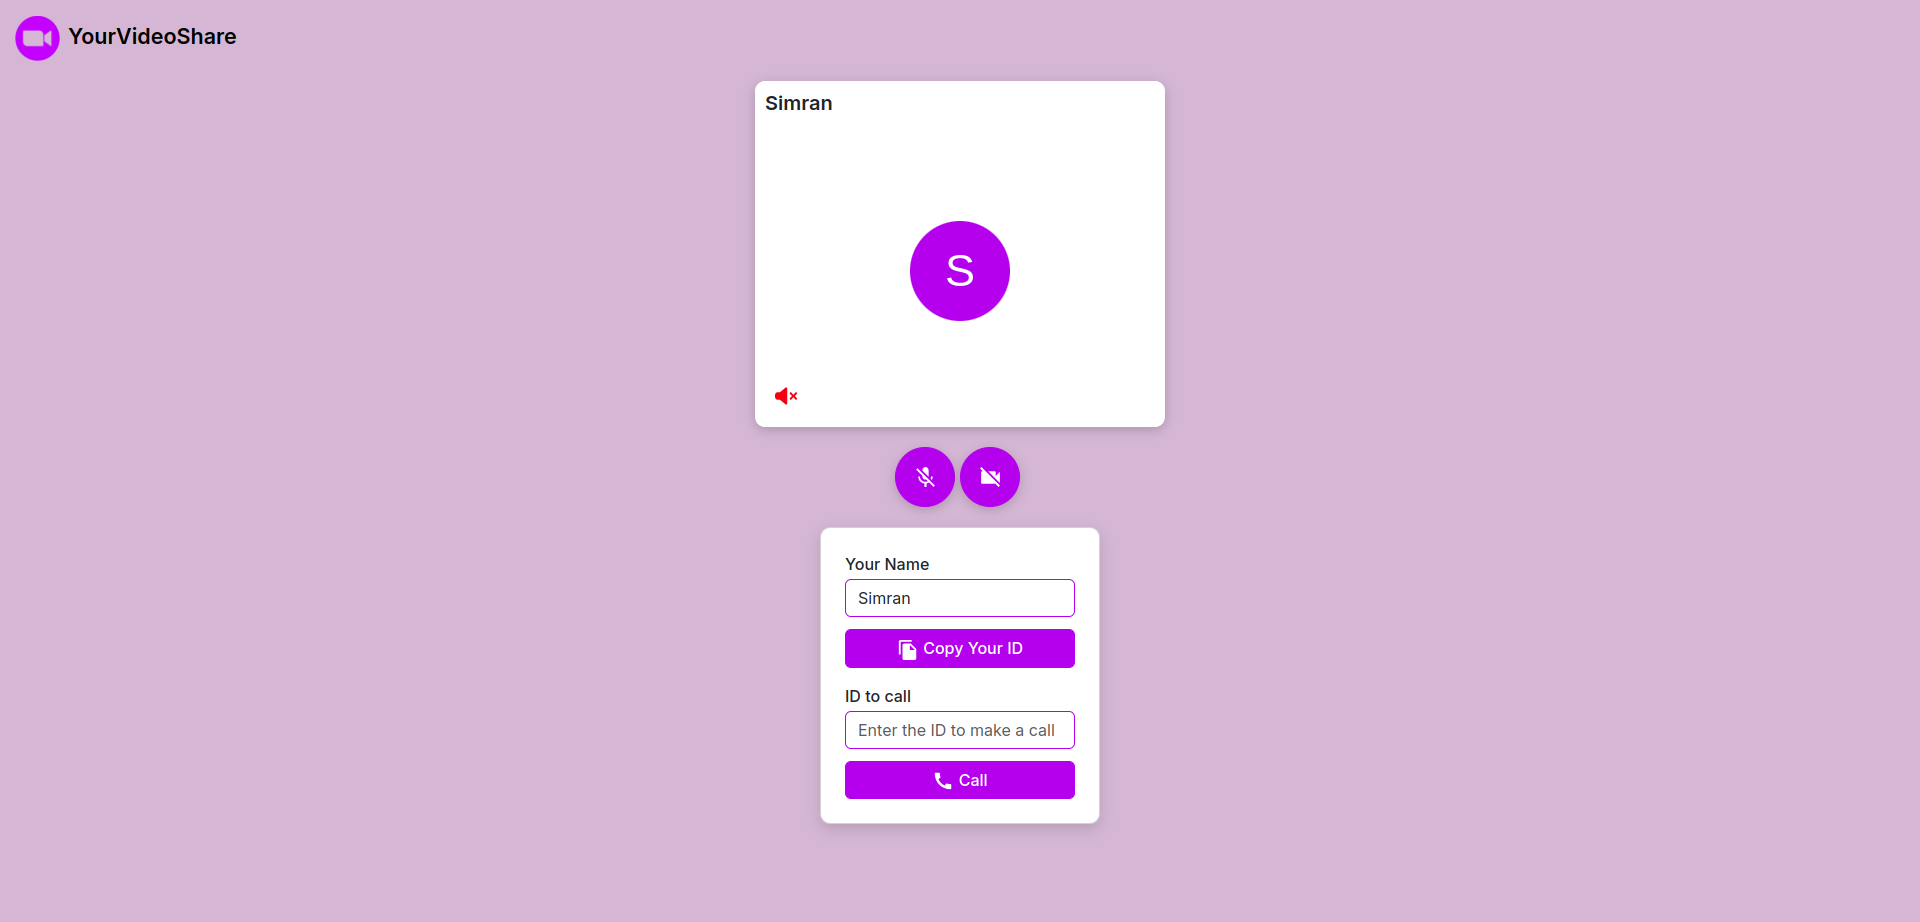 YourVideoShare
Simran
S
Your Name
Simran
Copy Your ID
ID to call
Enter the ID to make a call
Call